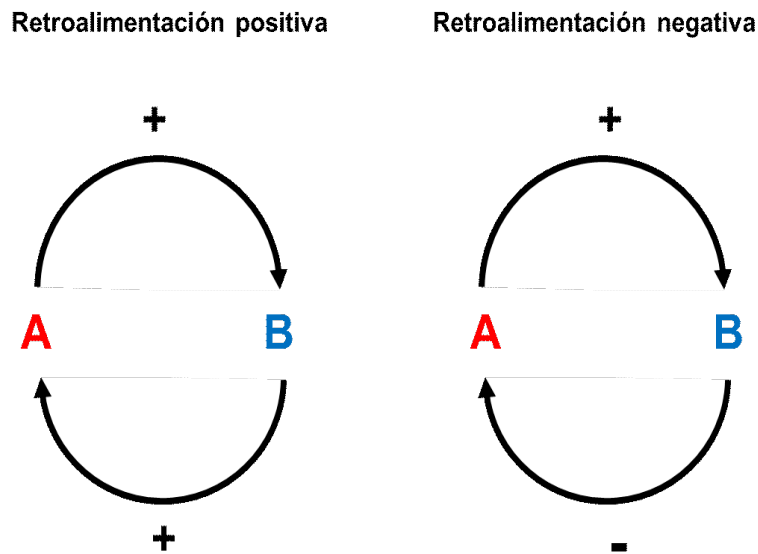 Retroalimentación positiva
Retroalimentación negativa
+
+
A
B
A
B
+
-